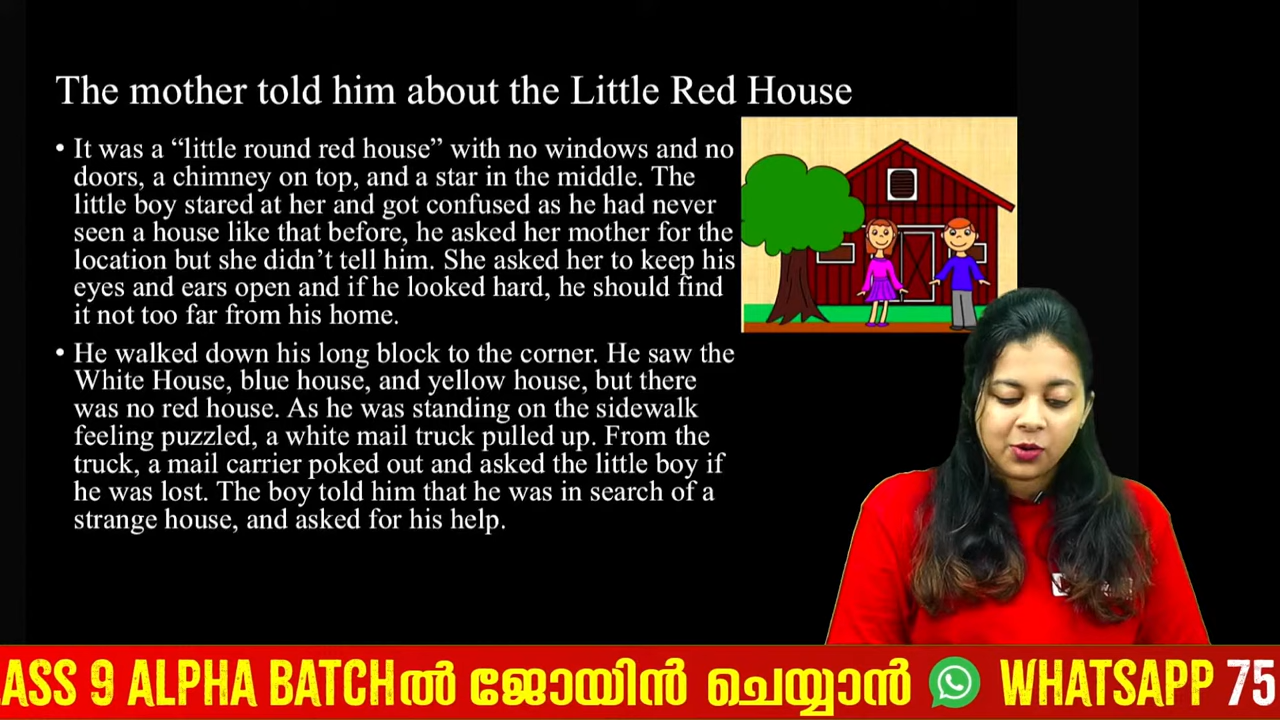 The mother told him about the Little Red House
• It was a “little round red house” with no windows and no
doors, a chimney on top, and a star in the middle. The
little boy stared at her and got confused as he had never
seen a house like that before, he asked her mother for the
location but she didn’t tell him. She asked her to keep his
eyes and ears open and if he looked hard, he should find
it not too far from his home.
• He walked down his long block to the corner. He saw the
White House, blue house, and yellow house, but there
was no red house. As he was standing on the sidewalk
feeling puzzled, a white mail truck pulled up. From the
truck, a mail carrier poked out and asked the little boy if
he was lost. The boy told him that he was in search of a
strange house, and asked for his help.
ASS 9 ALPHA BATCHൽ ജോയിൻ ചെയ്യാൻ WHATSAPP 75